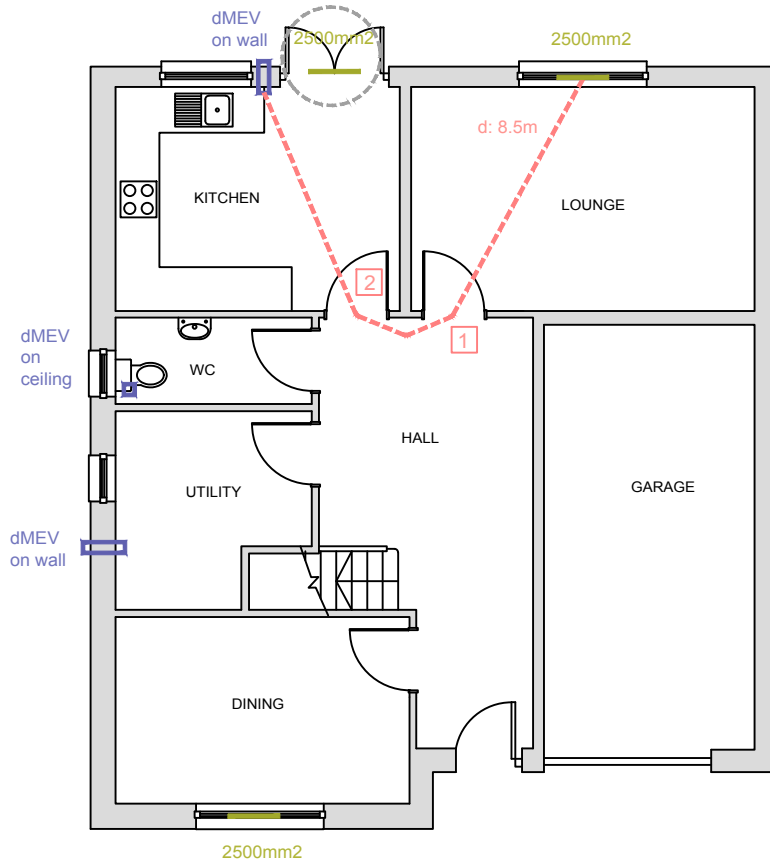 dMEV
on wall
2500mm2
2500mm2
d: 8.5m
KITCHEN
LOUNGE
2
1
dMEV
on
ceiling
WC
HALL
UTILITY
GARAGE
dMEV
on wall
DINING
2500mm2